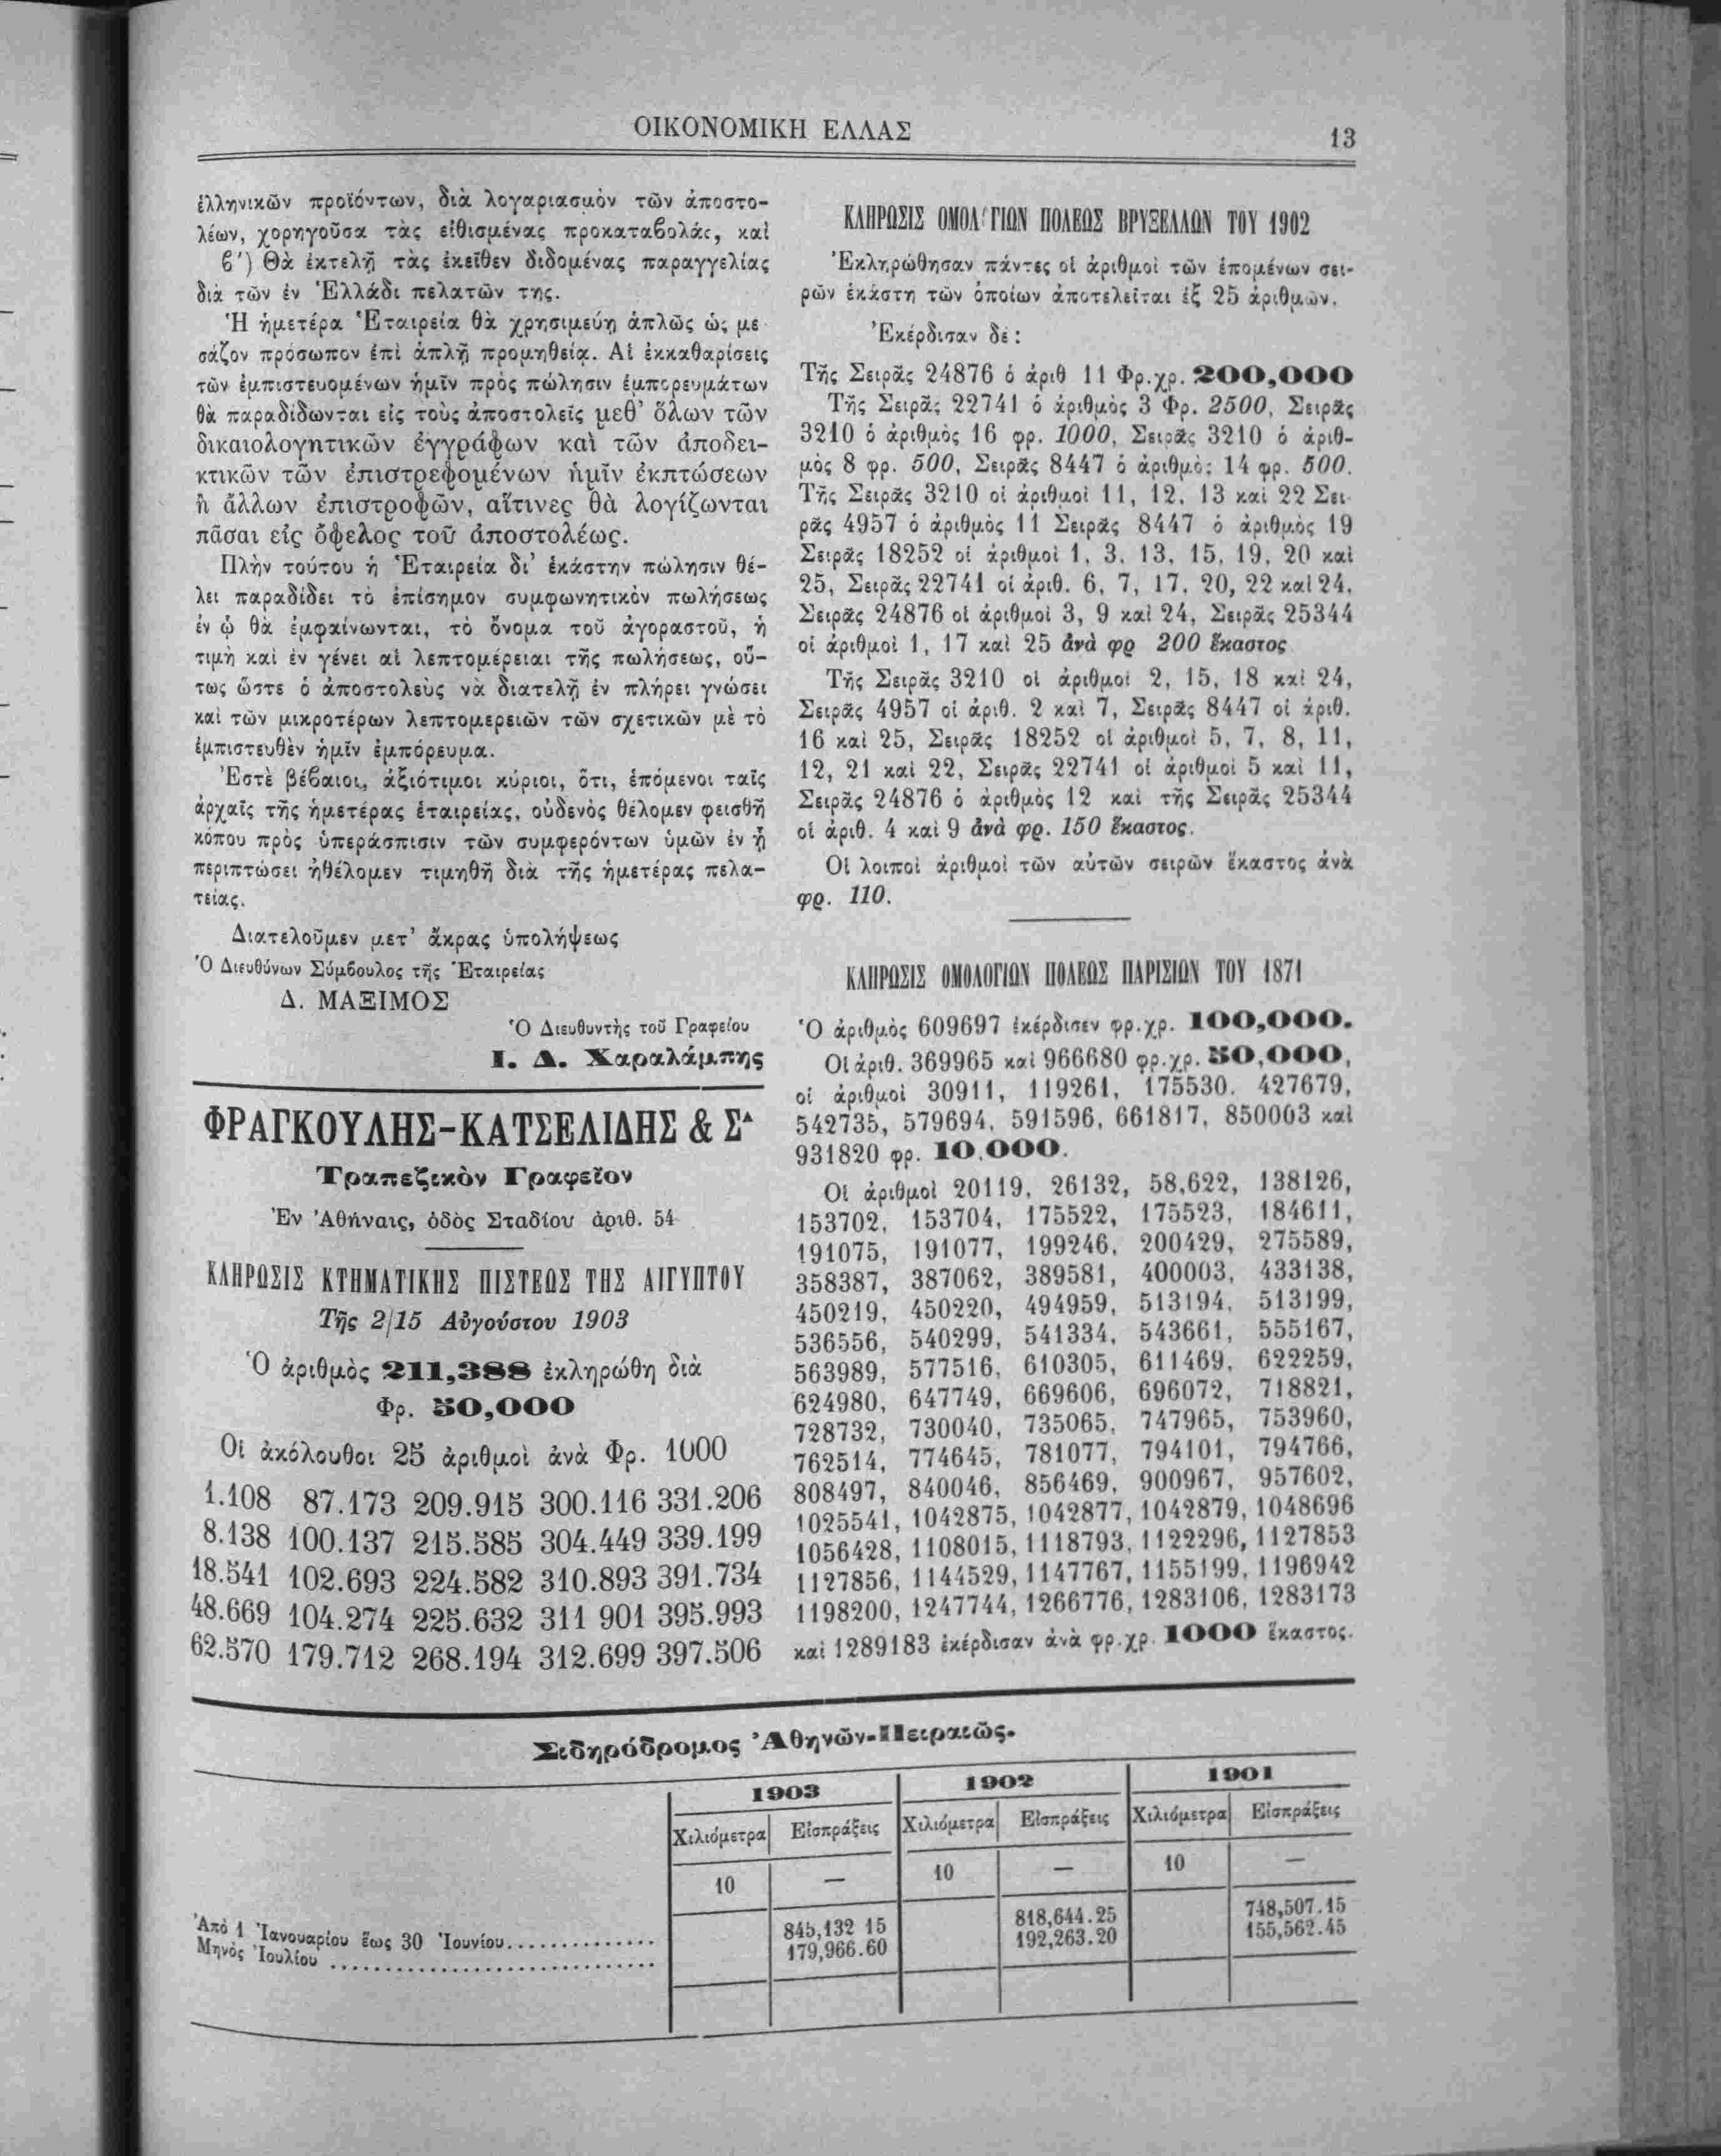 ΟΙΚΟΝΟΜΙΚΗ ΕΛΛΑΣ
13
ἑλληνικῶν προϊόντων, διὰ λογαριασμὸν τῶν ἀποστο-
λέων, χορηγοῦσα τὰς εἰθισμένας προκαταβολάς, καὶ
β') Θὰ ἐκτελῇ τὰς ἐκεῖθεν διδομένας παραγγελίας
διὰ τῶν ἐν Ἑλλάδι πελατῶν της.
Ἡ ἡμετέρα Ἑταιρεία θὰ χρησιμεύῃ ἁπλῶς ὡς με
σάζον πρόσωπον ἐπὶ ἁπλῇ προμηθείᾳ. Αἱ ἐκκαθαρίσεις
τῶν ἐμπιστευομένων ἡμῖν πρὸς πώλησιν ἐμπορευμάτων
θὰ παραδίδωνται εἰς τοὺς ἀποστολεῖς μεθ' ὅλων τῶν
δικαιολογητικῶν ἐγγράφων καὶ τῶν ἀποδει-
κτικῶν τῶν ἐπιστρεφομένων ἡμῖν ἐκπτώσεων
ἢ ἄλλων ἐπιστροφῶν, αἵτινες θὰ λογίζωνται
πᾶσαι εἰς ὄφελος τοῦ ἀποστολέως.
Πλὴν τούτου ἡ Ἑταιρεία δι' ἑκάστην πώλησιν θέ-
λει παραδίδει τὸ ἐπίσημον συμφωνητικὸν πωλήσεως
ἐν ᾧ θὰ ἐμφαίνωνται, τὸ ὄνομα τοῦ ἀγοραστοῦ, ἡ
τιμὴ καὶ ἐν γένει αἱ λεπτομέρειαι τῆς πωλήσεως, οὕ-
τως ὥστε ὁ ἀποστολεὺς νὰ διατελῇ ἐν πλήρει γνώσει
καὶ τῶν μικροτέρων λεπτομερειῶν τῶν σχετικῶν μὲ τὸ
ἐμπιστευθὲν ἡμῖν ἐμπόρευμα.
Ἐστὲ βέβαιοι, ἀξιότιμοι κύριοι, ὅτι, ἑπόμενοι ταῖς
ἀρχαῖς τῆς ἡμετέρας ἑταιρείας, οὐδενὸς θέλομεν φεισθῆ
κόπου πρὸς ὑπεράσπισιν τῶν συμφερόντων ὑμῶν ἐν ᾗ
περιπτώσει ἠθέλομεν τιμηθῆ διὰ τῆς ἡμετέρας πελα-
τείας.
Διατελοῦμεν μετ' ἄκρας ὑπολήψεως
Ὁ Διευθύνων Σύμβουλος τῆς Ἑταιρείας
Δ. ΜΑΞΙΜΟΣ
Ὁ Διευθυντὴς τοῦ Γραφείου
Ι. Δ. Χαραλάμπης
ΦΡΑΓΚΟΥΛΗΣ-ΚΑΤΣΕΛΙΔΗΣ & Σᴬ
Τραπεζικὸν Γραφεῖον
Ἐν Ἀθήναις, ὁδὸς Σταδίου ἀριθ. 54
ΚΛΗΡΩΣΙΣ ΚΤΗΜΑΤΙΚΗΣ ΠΙΣΤΕΩΣ ΤΗΣ ΑΙΓΥΠΤΟΥ
Τῆς 2/15 Αὐγούστου 1903
Ὁ ἀριθμὸς 211,388 ἐκληρώθη διὰ
Φρ. 50,000
Οἱ ἀκόλουθοι 25 ἀριθμοὶ ἀνὰ Φρ. 1000
1.108 87.173 209.915 300.116 331.206
8.138 100.137 215.585 304.449 339.199
18.541 102.693 224.582 310.893 391.734
48.669 104.274 225.632 311 901 395.993
62.570 179.712 268.194 312.699 397.506
ΚΛΗΡΩΣΙΣ ΟΜΟΛ'ΓΙΩΝ ΠΟΛΕΩΣ ΒΡΥΞΕΛΛΩΝ ΤΟΥ 1902
Ἐκληρώθησαν πάντες οἱ ἀριθμοὶ τῶν ἑπομένων σει-
ρῶν ἑκάστη τῶν ὁποίων ἀποτελεῖται ἐξ 25 ἀριθμῶν.
Ἐκέρδισαν δέ :
Τῆς Σειρᾶς 24876 ὁ ἀριθ 11 Φρ.χρ. 200,000
Τῆς Σειρᾶς 22741 ὁ ἀριθμὸς 3 Φρ. 2500, Σειρᾶς
3210 ὁ ἀριθμὸς 16 φρ. 1000, Σειρᾶς 3210 ὁ ἀριθ-
μὸς 8 φρ. 500, Σειρᾶς 8447 ὁ ἀριθμὸς 14 φρ. 500.
Τῆς Σειρᾶς 3210 οἱ ἀριθμοὶ 11, 12, 13 καὶ 22 Σει
ρᾶς 4957 ὁ ἀριθμὸς 11 Σειρᾶς 8447 ὁ ἀριθμὸς 19
Σειρᾶς 18252 οἱ ἀριθμοὶ 1, 3, 13, 15, 19, 20 καὶ
25, Σειρᾶς 22741 οἱ ἀριθ. 6, 7, 17, 20, 22 καὶ 24,
Σειρᾶς 24876 οἱ ἀριθμοὶ 3, 9 καὶ 24, Σειρᾶς 25344
οἱ ἀριθμοὶ 1, 17 καὶ 25 ἀνὰ φρ 200 ἕκαστος
Τῆς Σειρᾶς 3210 οἱ ἀριθμοὶ 2, 15, 18 καὶ 24,
Σειρᾶς 4957 οἱ ἀριθ. 2 καὶ 7, Σειρᾶς 8447 οἱ ἀριθ.
16 καὶ 25, Σειρᾶς 18252 οἱ ἀριθμοὶ 5, 7, 8, 11,
12, 21 καὶ 22, Σειρᾶς 22741 οἱ ἀριθμοὶ 5 καὶ 11,
Σειρᾶς 24876 ὁ ἀριθμὸς 12 καὶ τῆς Σειρᾶς 25344
οἱ ἀριθ. 4 καὶ 9 ἀνὰ φρ. 150 ἕκαστος.
Οἱ λοιποὶ ἀριθμοὶ τῶν αὐτῶν σειρῶν ἕκαστος ἀνὰ
φρ. 110.
ΚΛΗΡΩΣΙΣ ΟΜΟΛΟΓΙΩΝ ΠΟΛΕΩΣ ΠΑΡΙΣΙΩΝ ΤΟΥ 1871
Ὁ ἀριθμὸς 609697 ἐκέρδισεν φρ.χρ. 100,000.
Οἱ ἀριθ. 369965 καὶ 966680 φρ.χρ. 50,000,
οἱ ἀριθμοὶ 30911, 119261, 175530. 427679,
542735, 579694, 591596, 661817, 850003 καὶ
931820 φρ. 10.000.
Οἱ ἀριθμοὶ 20119, 26132, 58,622, 138126,
153702, 153704, 175522, 175523, 184611,
191075, 191077, 199246, 200429, 275589,
358387, 387062, 389581, 400003, 433138,
450219, 450220, 494959, 513194, 513199,
536556, 540299, 541334, 543661, 555167,
563989, 577516, 610305, 611469, 622259,
624980, 647749, 669606, 696072, 718821,
728732, 730040, 735065, 747965, 753960,
762514, 774645, 781077, 794101, 794766,
808497, 840046, 856469, 900967, 957602,
1025541, 1042875, 1042877, 1042879, 1048696
1056428, 1108015, 1118793, 1122296, 1127853
1127856, 1144529, 1147767, 1155199, 1196942
1198200, 1247744, 1266776, 1283106, 1283173
καὶ 1289183 ἐκέρδισαν ἀνὰ φρ.χρ. 1000 ἕκαστος.
Σιδηρόδρομος Ἀθηνῶν-Πειραιῶς.
1903 1902 1901
Χιλιόμετρα Εἰσπράξεις Χιλιόμετρα Εἰσπράξεις Χιλιόμετρα Εἰσπράξεις
10 — 10 — 10 —
Ἀπὸ 1 Ἰανουαρίου ἕως 30 Ἰουνίου............... 845,132 15 818,644.25 748,507.15
Μηνὸς Ἰουλίου .............................. 179,966.60 192,263.20 155,562.45